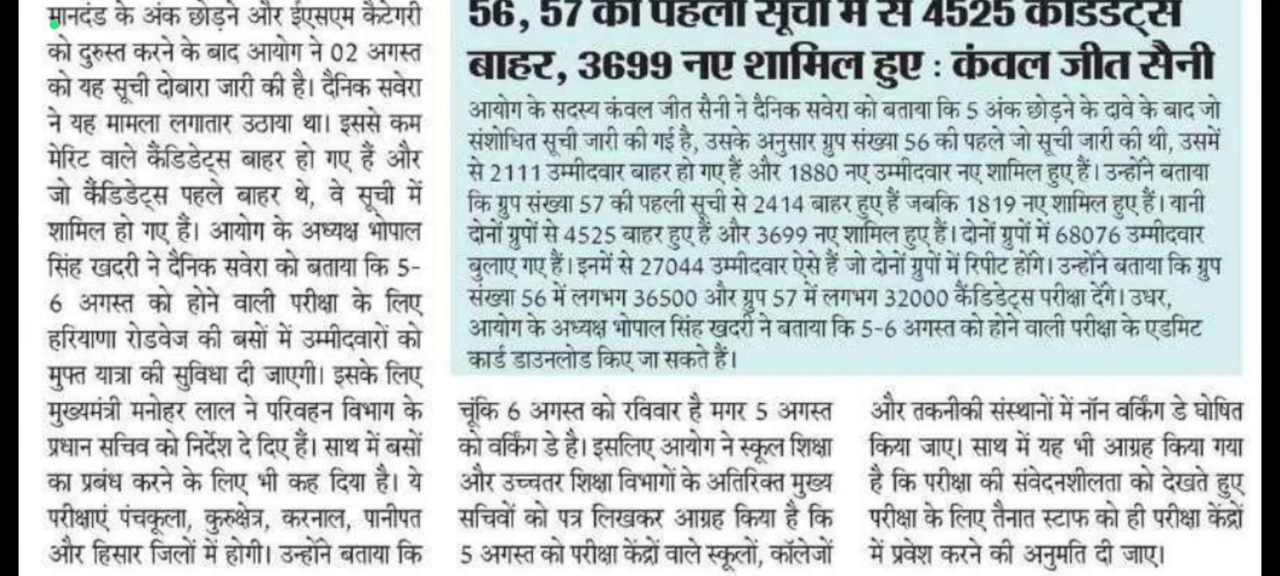 मानदंड के अंक छोड़ने और ईएसएम कैटेगरी
को दुरुस्त करने के बाद आयोग ने 02 अगस्त
को यह सूची दोबारा जारी की है। दैनिक सवेरा
ने यह मामला लगातार उठाया था। इससे कम
मेरिट वाले कैंडिडेट्स बाहर हो गए हैं और
जो कैंडिडेट्स पहले बाहर थे, वे सूची में
शामिल हो गए हैं। आयोग के अध्यक्ष भोपाल
सिंह खदरी ने दैनिक सवेरा को बताया कि 5-
6 अगस्त को होने वाली परीक्षा के लिए
हरियाणा रोडवेज की बसों में उम्मीदवारों को
मुफ्त यात्रा की सुविधा दी जाएगी। इसके लिए
मुख्यमंत्री मनोहर लाल ने परिवहन विभाग के
प्रधान सचिव को निर्देश दे दिए हैं। साथ में बसों
का प्रबंध करने के लिए भी कह दिया है। ये
परीक्षाएं पंचकूला, कुरुक्षेत्र, करनाल, पानीपत
और हिसार जिलों में होगी। उन्होंने बताया कि
56, 57 की पहली सूची में से 4525 कैंडिडेट्स
बाहर, 3699 नए शामिल हुए : कंवल जीत सैनी
आयोग के सदस्य कंवल जीत सैनी ने दैनिक सवेरा को बताया कि 5 अंक छोड़ने के दावे के बाद जो
संशोधित सूची जारी की गई है, उसके अनुसार ग्रुप संख्या 56 की पहले जो सूची जारी की थी, उसमें
से 2111 उम्मीदवार बाहर हो गए हैं और 1880 नए उम्मीदवार नए शामिल हुए हैं। उन्होंने बताया
कि ग्रुप संख्या 57 की पहली सूची से 2414 बाहर हुए हैं जबकि 1819 नए शामिल हुए हैं। यानी
दोनों ग्रुपों से 4525 बाहर हुए हैं और 3699 नए शामिल हुए हैं। दोनों ग्रुपों में 68076 उम्मीदवार
बुलाए गए हैं। इनमें से 27044 उम्मीदवार ऐसे हैं जो दोनों ग्रुपों में रिपीट होंगे। उन्होंने बताया कि ग्रुप
संख्या 56 में लगभग 36500 और ग्रुप 57 में लगभग 32000 कैंडिडेट्स परीक्षा देंगे। उधर,
आयोग के अध्यक्ष भोपाल सिंह खदरी ने बताया कि 5-6 अगस्त को होने वाली परीक्षा के एडमिट
कार्ड डाउनलोड किए जा सकते हैं।
चूंकि 6 अगस्त को रविवार है मगर 5 अगस्त
को वर्किंग डे है। इसलिए आयोग ने स्कूल शिक्षा
और उच्चतर शिक्षा विभागों के अतिरिक्त मुख्य
सचिवों को पत्र लिखकर आग्रह किया है कि
5 अगस्त को परीक्षा केंद्रों वाले स्कूलों, कॉलेजों
और तकनीकी संस्थानों में नॉन वर्किंग डे घोषित
किया जाए। साथ में यह भी आग्रह किया गया
है कि परीक्षा की संवेदनशीलता को देखते हुए
परीक्षा के लिए तैनात स्टाफ को ही परीक्षा केंद्रों
में प्रवेश करने की अनुमति दी जाए।